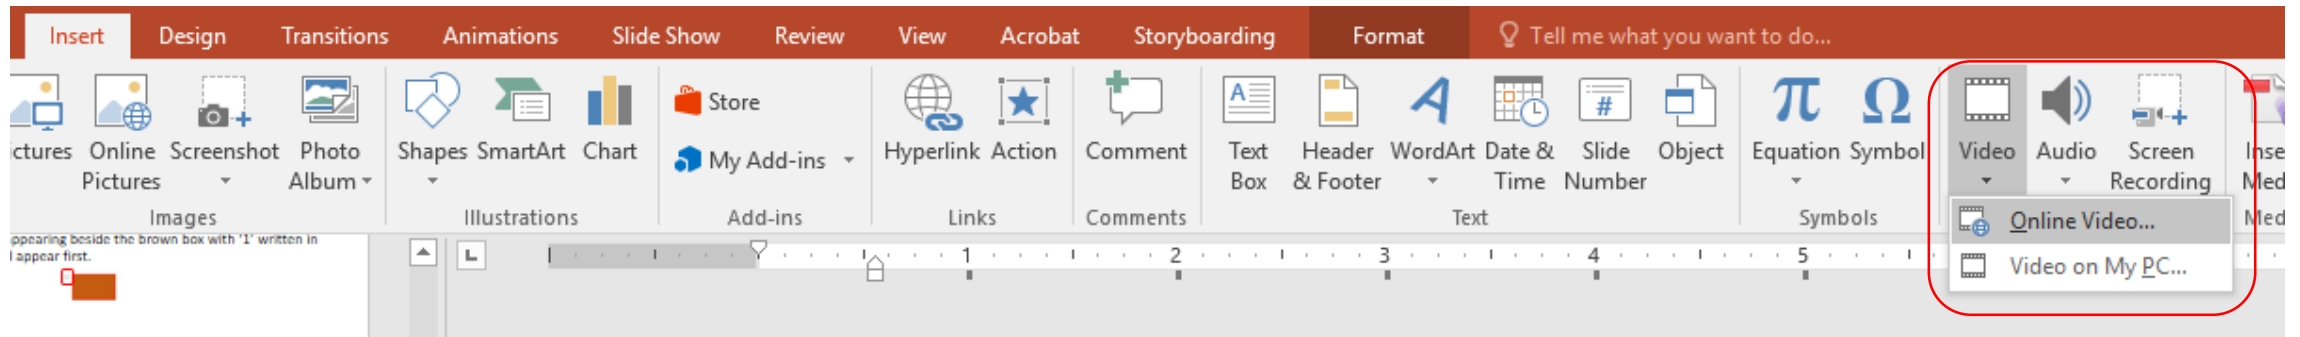 Insert Design Transitions Animations Slide Show Review View Acrobat Storyboarding Format Tell me what you want to do...
Store
ictures Online Screenshot Photo Shapes SmartArt Chart My Add-ins Hyperlink Action Comment Text Header WordArt Date & Slide Object Equation Symbol Video Audio Screen Inse
Pictures Album Box & Footer Time Number Recording Med
Images Illustrations Add-ins Links Comments Text Symbols Med
ppearing beside the brown box with '1' written in
l appear first.
L 1 2 3 4 5
Online Video...
Video on My PC...